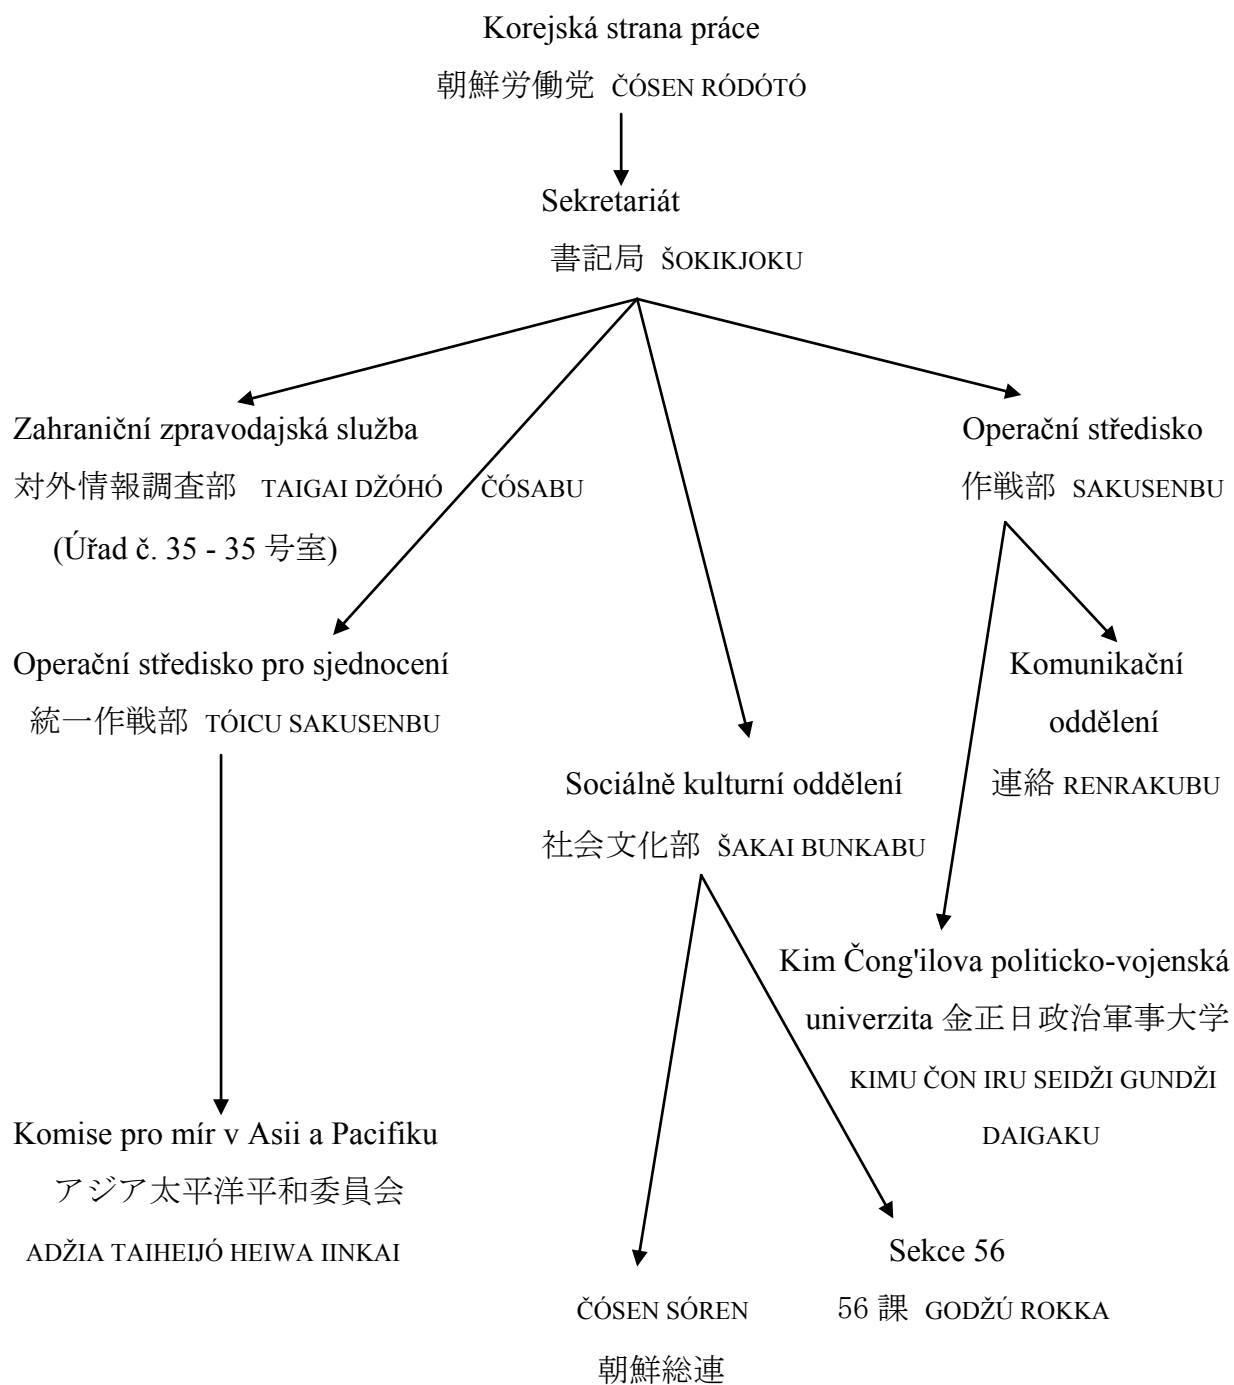 Korejská strana práce
朝鮮労働党 ČÓSEN RÓDÓTÓ
Sekretariát
書記局 ŠOKIKJOKU
Zahraniční zpravodajská služba
対外情報調査部 TAIGAI DŽÓHÓ ČÓSABU
(Úřad č. 35 - 35 号室)
Operační středisko
作戦部 SAKUSENBU
Operační středisko pro sjednocení
統一作戦部 TÓICU SAKUSENBU
Komunikační
oddělení
連絡 RENRAKUBU
Sociálně kulturní oddělení
社会文化部 ŠAKAI BUNKABU
Kim Čong'ilova politicko-vojenská
univerzita 金正日政治軍事大学
KIMU ČON IRU SEIDŽI GUNDŽI
DAIGAKU
Komise pro mír v Asii a Pacifiku
アジア太平洋平和委員会
ADŽIA TAIHEIJÓ HEIWA IINKAI
ČÓSEN SÓREN
朝鮮総連
Sekce 56
56 課 GODŽÚ ROKKA